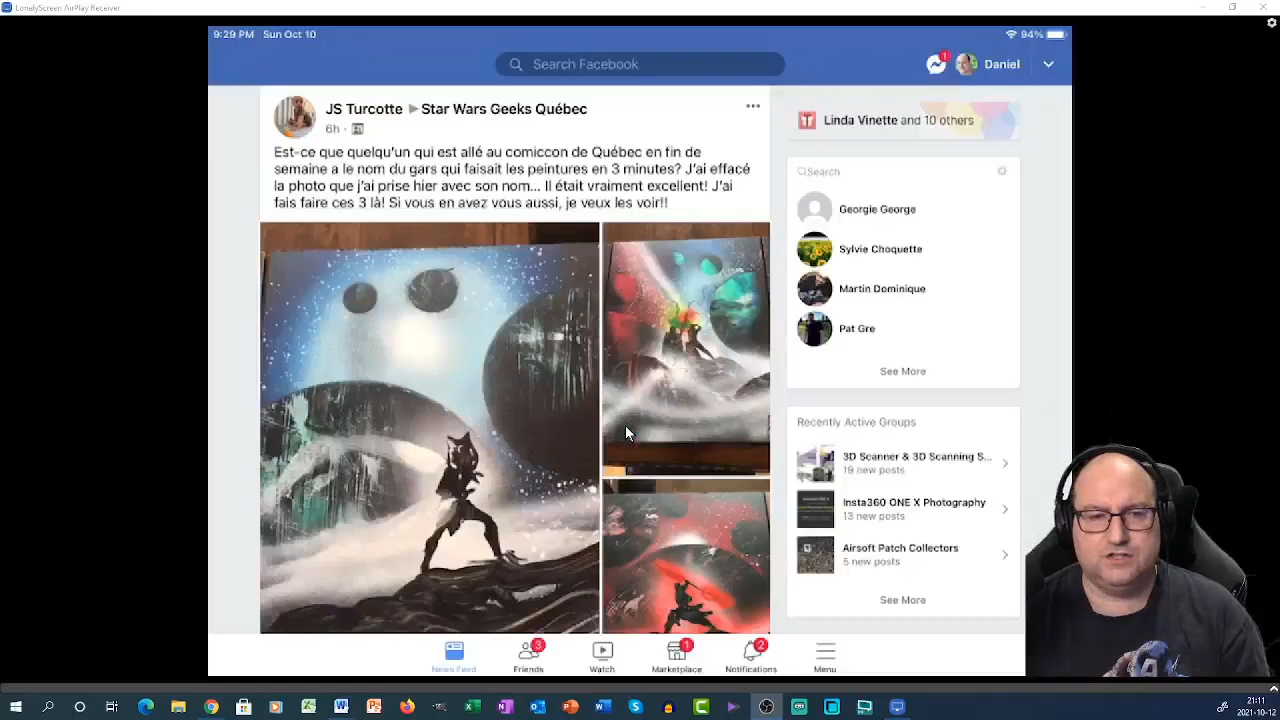 LonelyScreen AirPlay Receiver
9:29 PM Sun Oct 10
94%
Search Facebook
1
Daniel
JS Turcotte ▶ Star Wars Geeks Québec
6h ·
Est-ce que quelqu'un qui est allé au comiccon de Québec en fin de
semaine a le nom du gars qui faisait les peintures en 3 minutes? J'ai effacé
la photo que j'ai prise hier avec son nom... Il était vraiment excellent! J'ai
fais faire ces 3 là! Si vous en avez vous aussi, je veux les voir!!
Linda Vinette and 10 others
Search
Georgie George
Sylvie Choquette
Martin Dominique
Pat Gre
See More
Recently Active Groups
3D Scanner & 3D Scanning S...
19 new posts
Insta360 ONE X Photography
13 new posts
Airsoft Patch Collectors
5 new posts
See More
News Feed
3
Friends
Watch
1
Marketplace
2
Notifications
Menu
21:11
2021-10-12